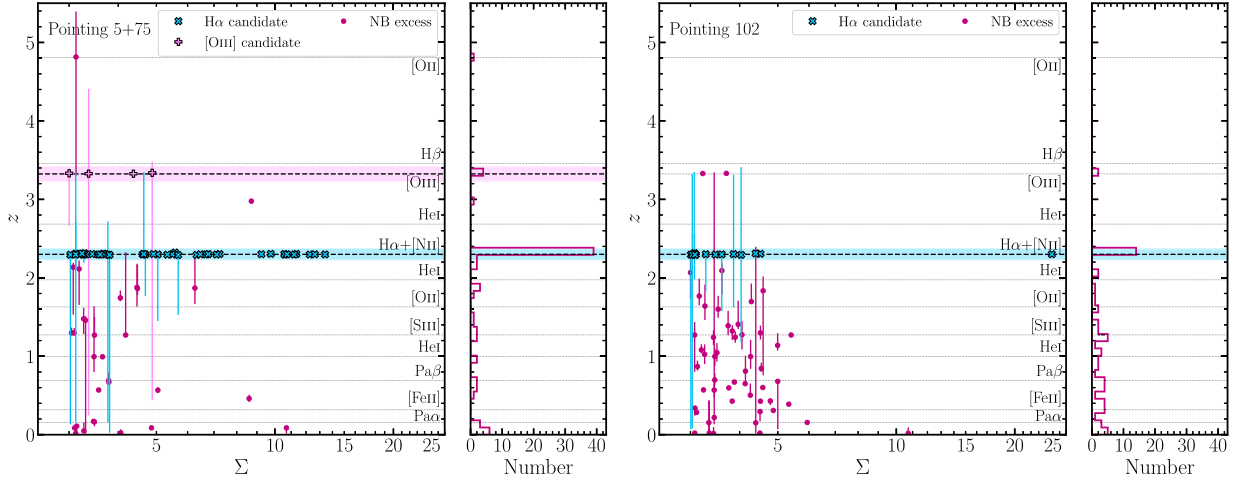 Pointing 5+75
Hα candidate
NB excess
[OIII] candidate
5
4
3
2
1
0
z
[OII]
Hβ
[OIII]
HeI
Hα+[NII]
HeI
[OII]
[SIII]
HeI
Paβ
[FeII]
Paα
5
10
15
20
25
Σ
0
10
20
30
40
Number
Pointing 102
Hα candidate
NB excess
5
4
3
2
1
0
z
[OII]
Hβ
[OIII]
HeI
Hα+[NII]
HeI
[OII]
[SIII]
HeI
Paβ
[FeII]
Paα
5
10
15
20
25
Σ
0
10
20
30
40
Number